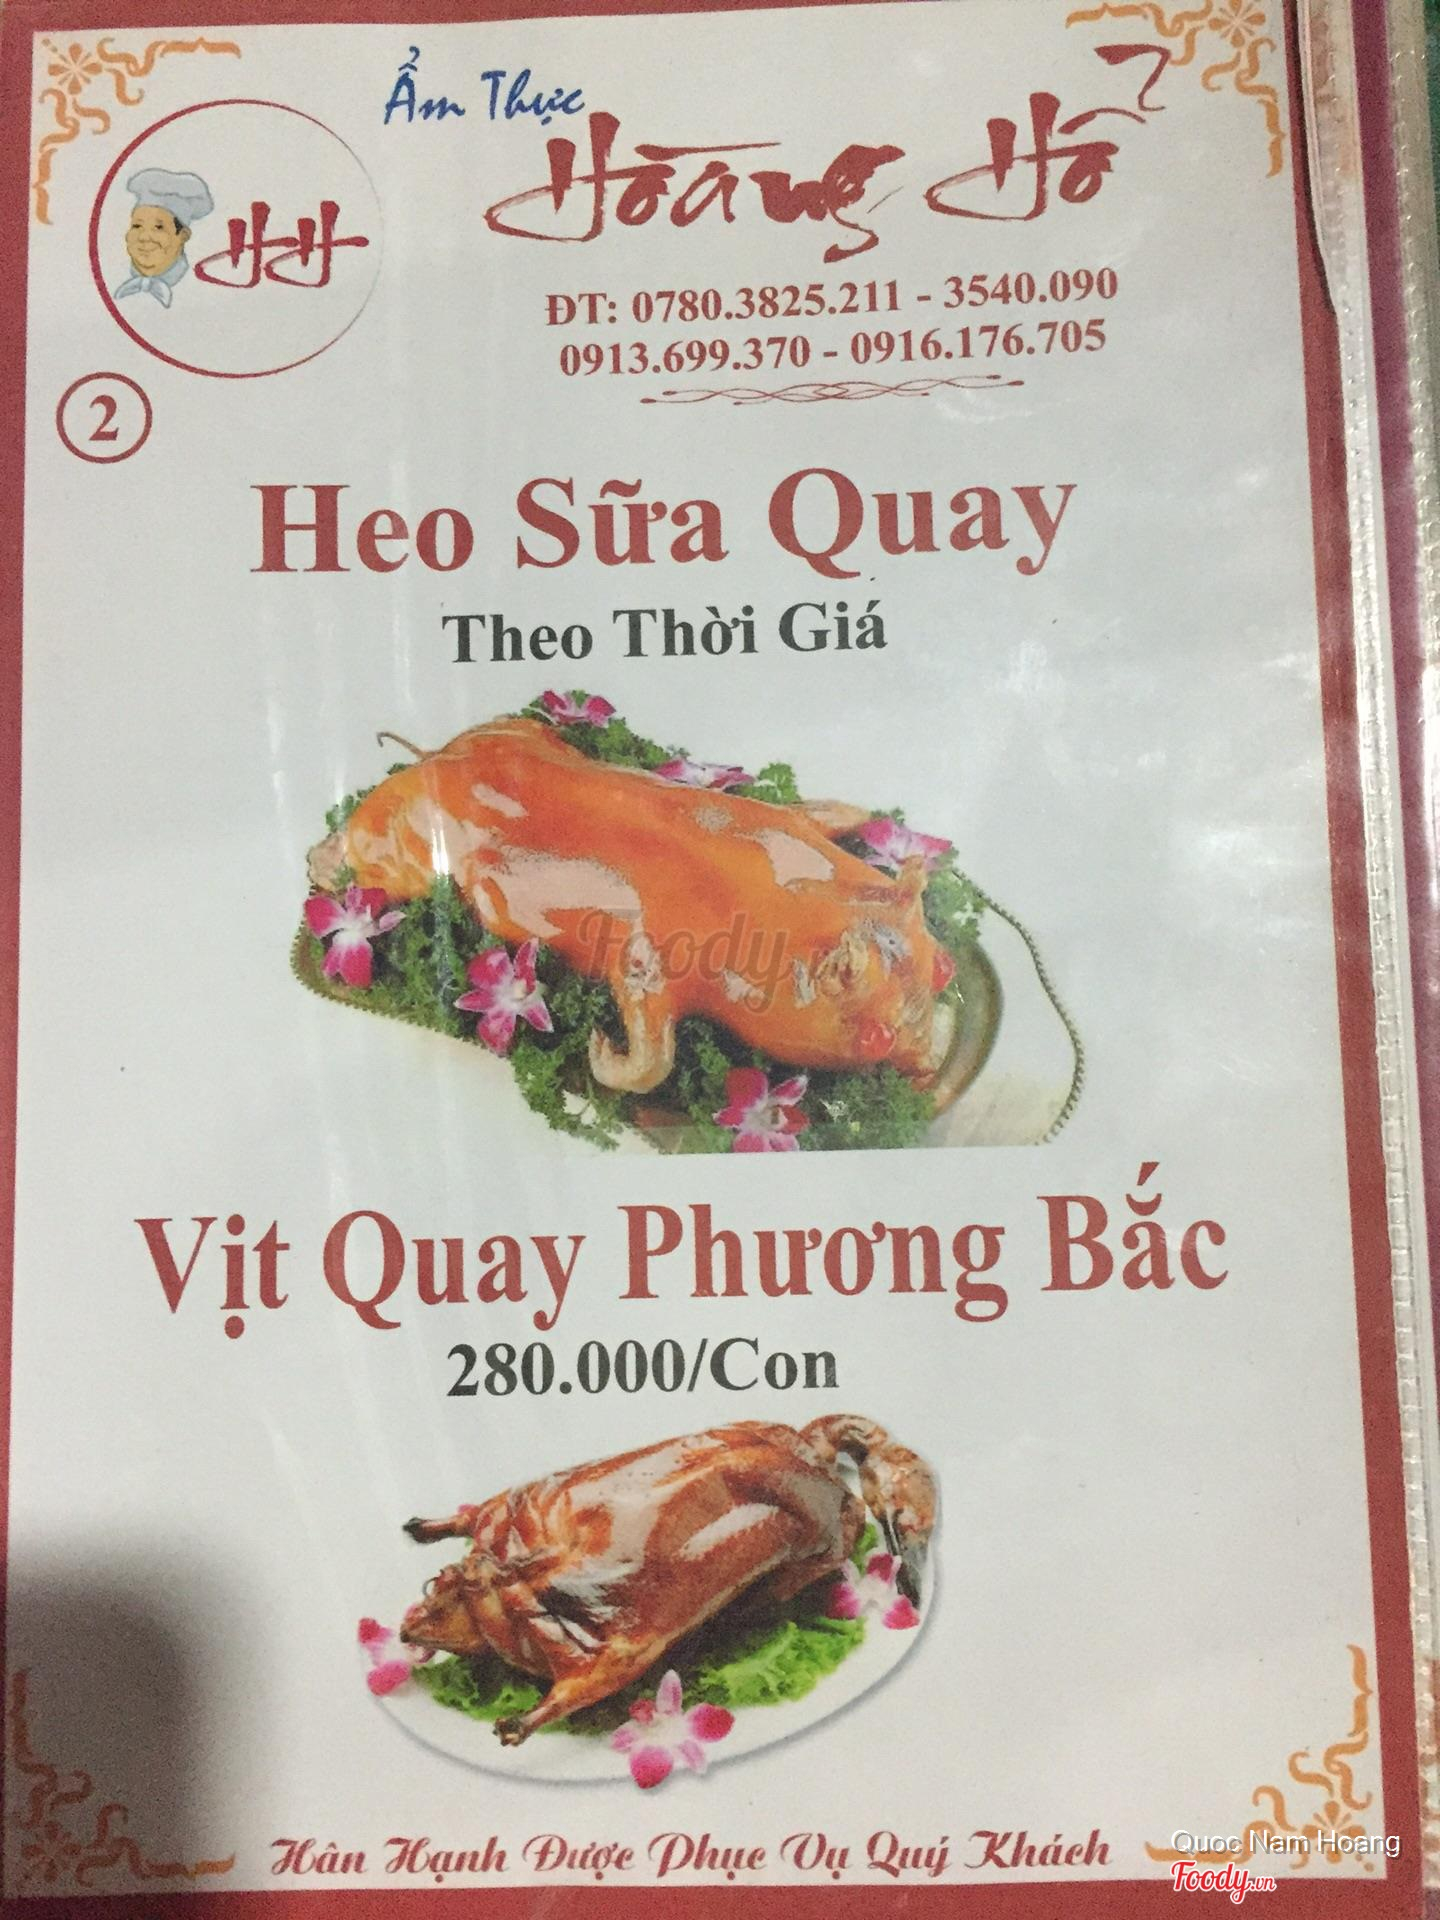 Ẩm Thực
Hoàng Hổ
HH
ĐT: 0780.3825.211 - 3540.090
0913.699.370 - 0916.176.705
2
Heo Sữa Quay
Theo Thời Giá
Foody.vn
Vịt Quay Phương Bắc
280.000/Con
Hân Hạnh Được Phục Vụ Quý Khách
Quoc Nam Hoang
Foody.vn